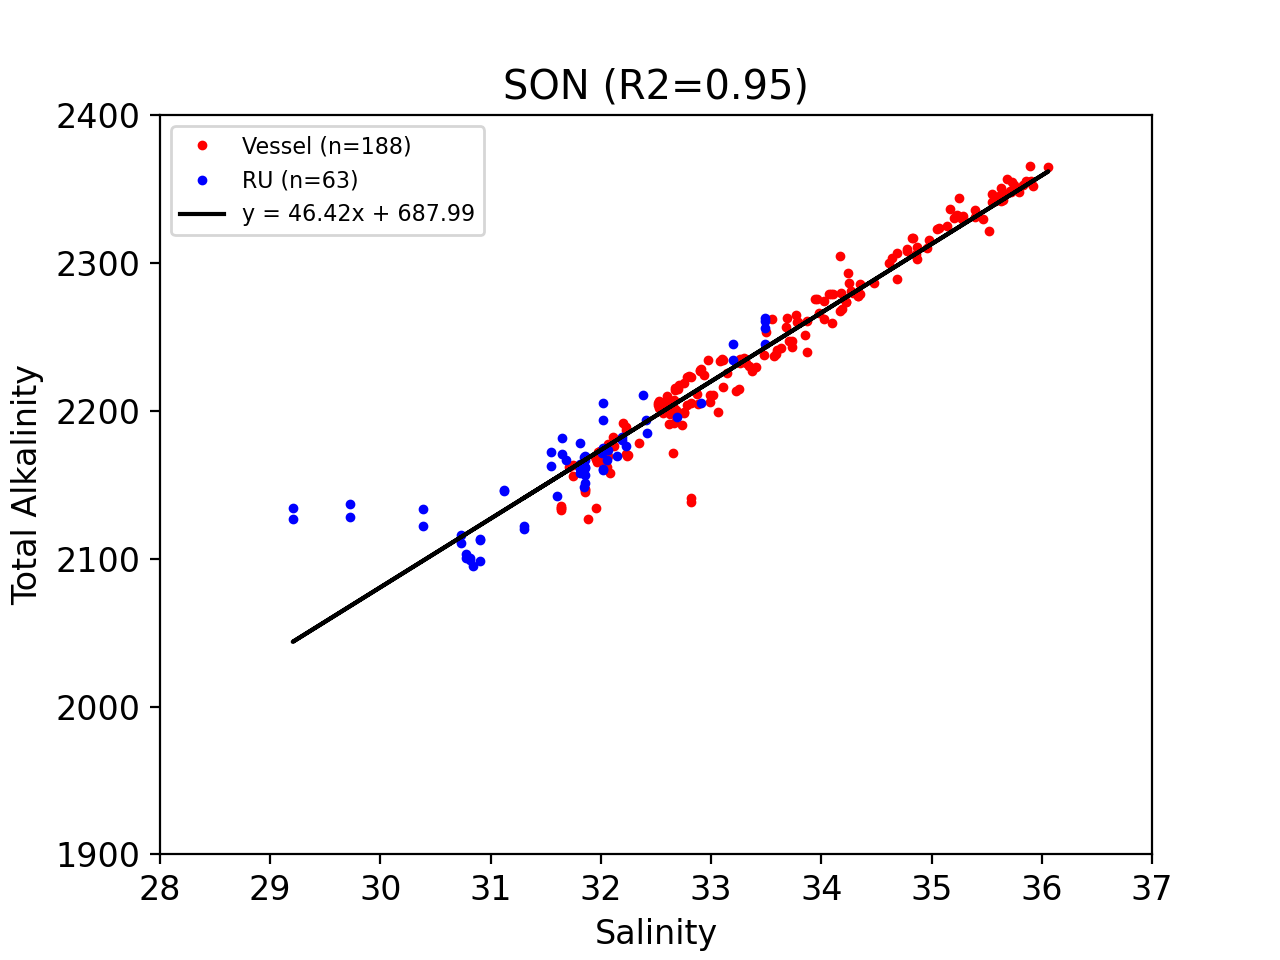 SON (R2=0.95)
2400
2300
2200
2100
2000
1900
Total Alkalinity
Vessel (n=188)
RU (n=63)
y = 46.42x + 687.99
28 29 30 31 32 33 34 35 36 37
Salinity